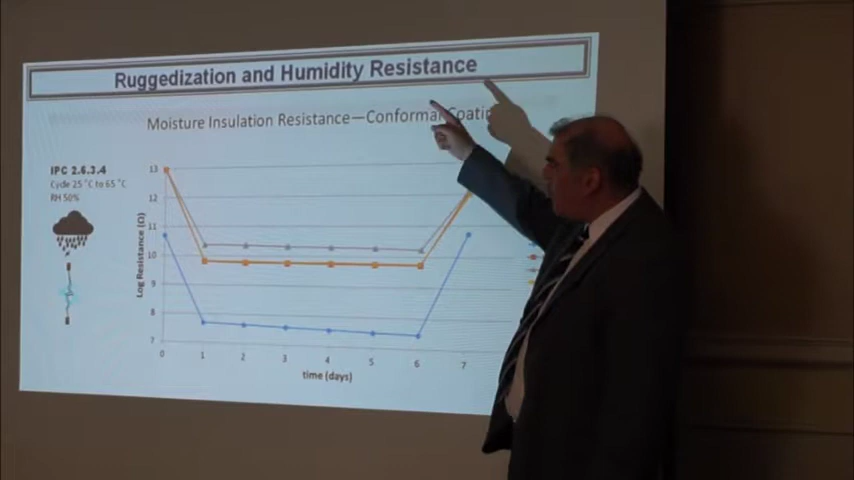 Ruggedization and Humidity Resistance
Moisture Insulation Resistance—Conformal
IPC 2.6.3.4
Cycle 25 °C to 65 °C
RH 50%
Log Resistance (Ω)
13
12
11
10
9
8
7
0 1 2 3 4 5 6 7
time (days)